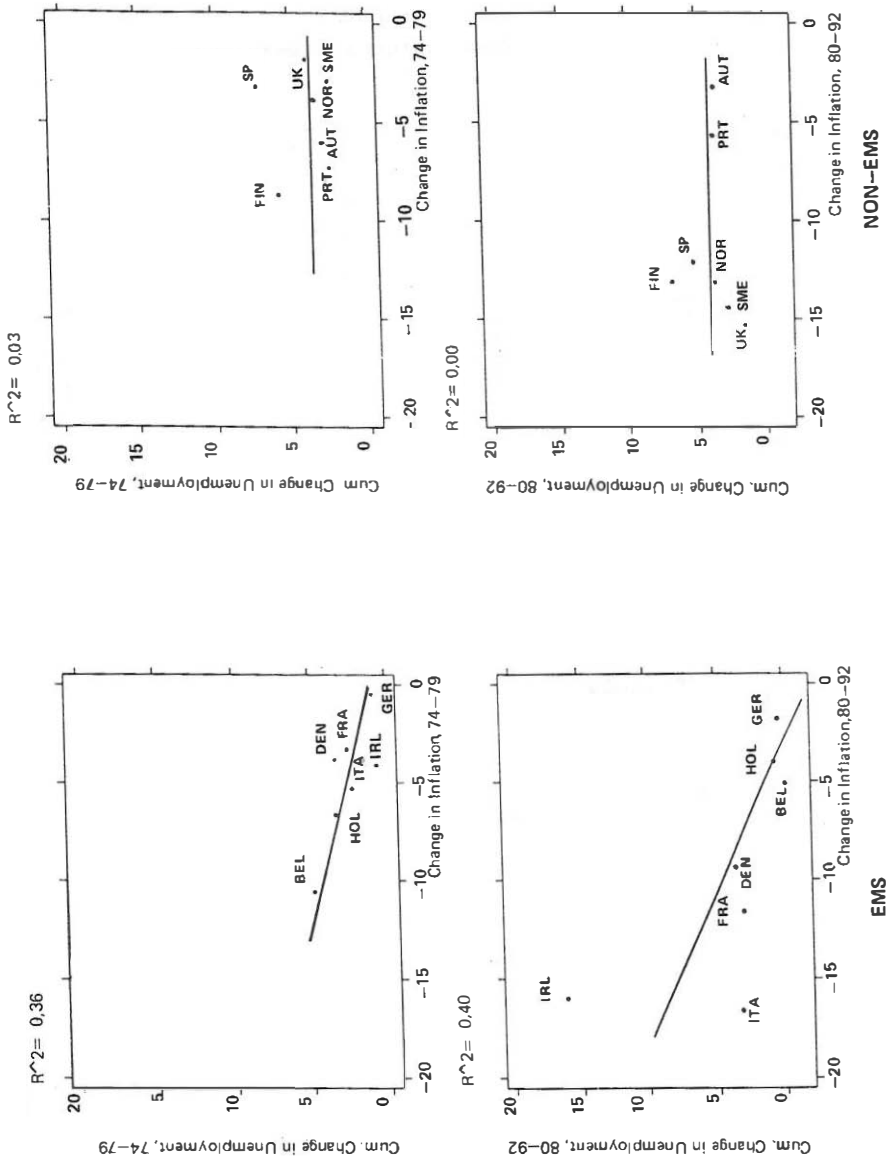 R^2= 0,36
Cum. Change in Unemployment, 74–79
20
15
10
5
0
BEL
HOL
ITA
DEN
FRA
IRL
GER
–20
–15
–10
–5
0
Change in Inflation, 74–79
R^2= 0,03
Cum. Change in Unemployment, 74–79
20
15
10
5
0
FIN
SP
PRT
AUT
NOR
SME
UK
–20
–15
–10
–5
0
Change in Inflation, 74–79
R^2= 0,40
Cum. Change in Unemployment, 80–92
20
15
10
5
0
IRL
ITA
FRA
DEN
BEL
HOL
GER
–20
–15
–10
–5
0
Change in Inflation, 80–92
EMS
R^2= 0,00
Cum. Change in Unemployment, 80–92
20
15
10
5
0
FIN
SP
NOR
UK
SME
PRT
AUT
–20
–15
–10
–5
0
Change in Inflation, 80–92
NON–EMS